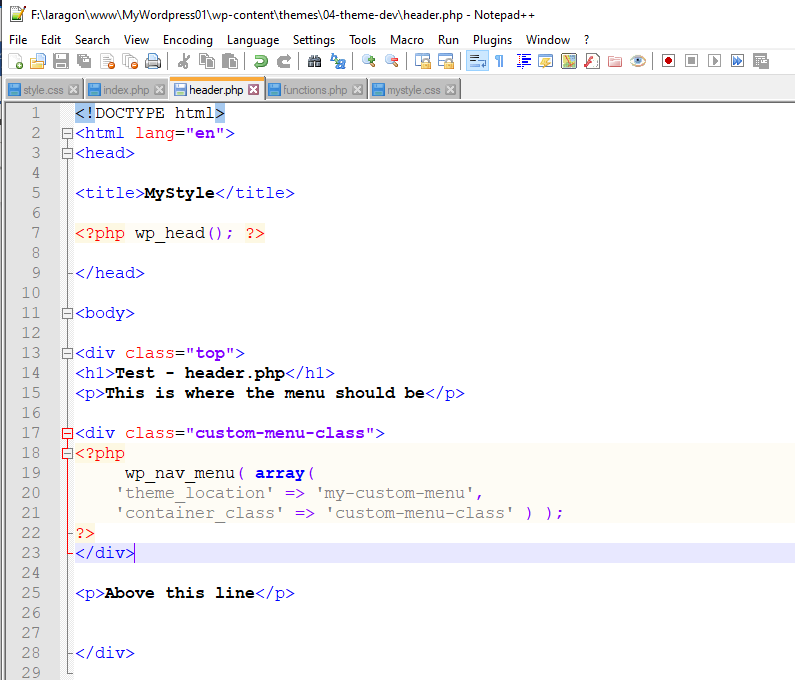 F:\laragon\www\MyWordpress01\wp-content\themes\04-theme-dev\header.php - Notepad++
File Edit Search View Encoding Language Settings Tools Macro Run Plugins Window ?
style.css index.php header.php functions.php mystyle.css
1 <!DOCTYPE html>
2 <html lang="en">
3 <head>
4
5 <title>MyStyle</title>
6
7 <?php wp_head(); ?>
8
9 </head>
10
11 <body>
12
13 <div class="top">
14 <h1>Test - header.php</h1>
15 <p>This is where the menu should be</p>
16
17 <div class="custom-menu-class">
18 <?php
19 wp_nav_menu( array(
20 'theme_location' => 'my-custom-menu',
21 'container_class' => 'custom-menu-class' ) );
22 ?>
23 </div>
24
25 <p>Above this line</p>
26
27
28 </div>
29